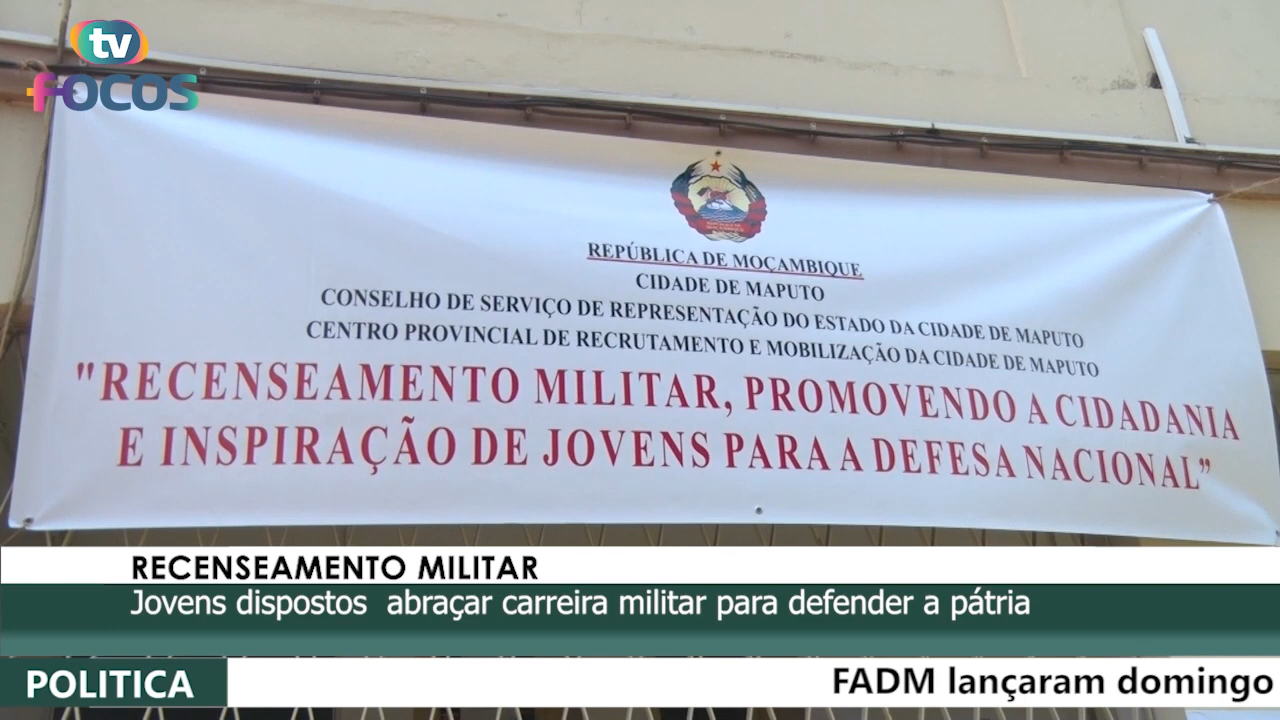 tv
FOCOS
REPÚBLICA DE MOÇAMBIQUE
CIDADE DE MAPUTO
CONSELHO DE SERVIÇO DE REPRESENTAÇÃO DO ESTADO DA CIDADE DE MAPUTO
CENTRO PROVINCIAL DE RECRUTAMENTO E MOBILIZAÇÃO DA CIDADE DE MAPUTO
"RECENSEAMENTO MILITAR, PROMOVENDO A CIDADANIA
E INSPIRAÇÃO DE JOVENS PARA A DEFESA NACIONAL”
RECENSEAMENTO MILITAR
Jovens dispostos  abraçar carreira militar para defender a pátria
POLITICA
FADM lançaram domingo